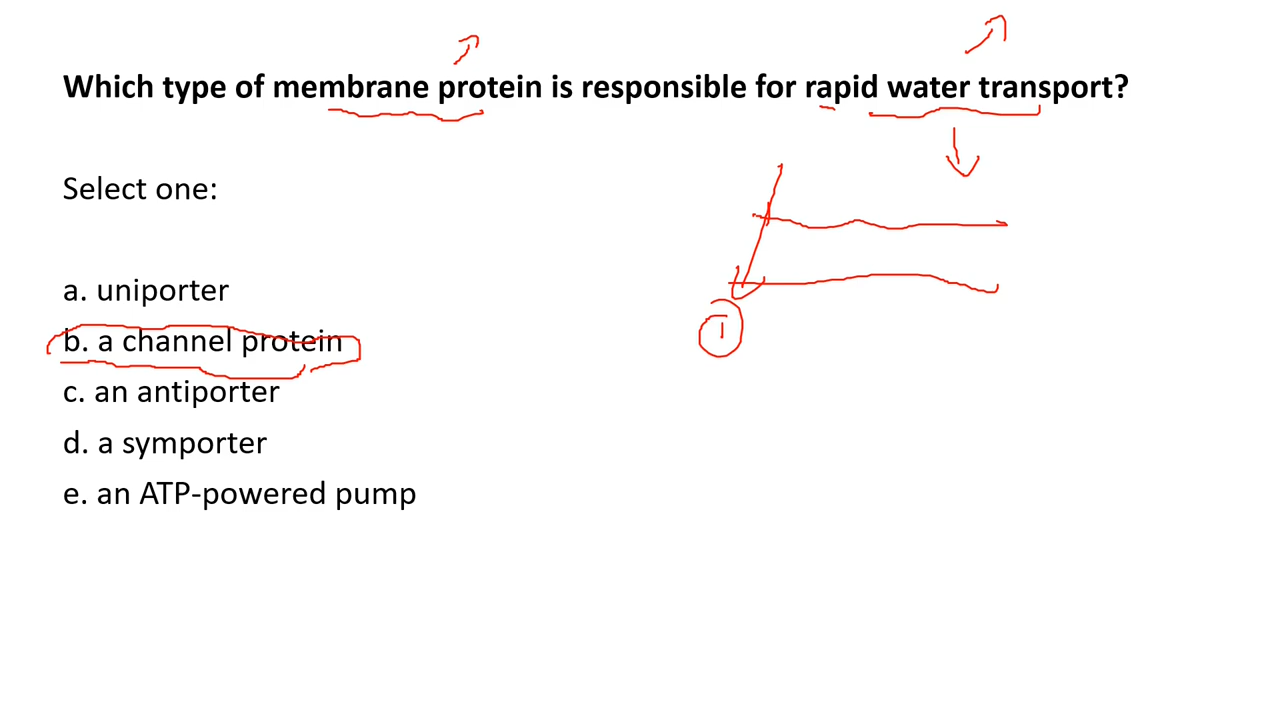 Which type of membrane protein is responsible for rapid water transport?
Select one:
a. uniporter
b. a channel protein
c. an antiporter
d. a symporter
e. an ATP-powered pump
1